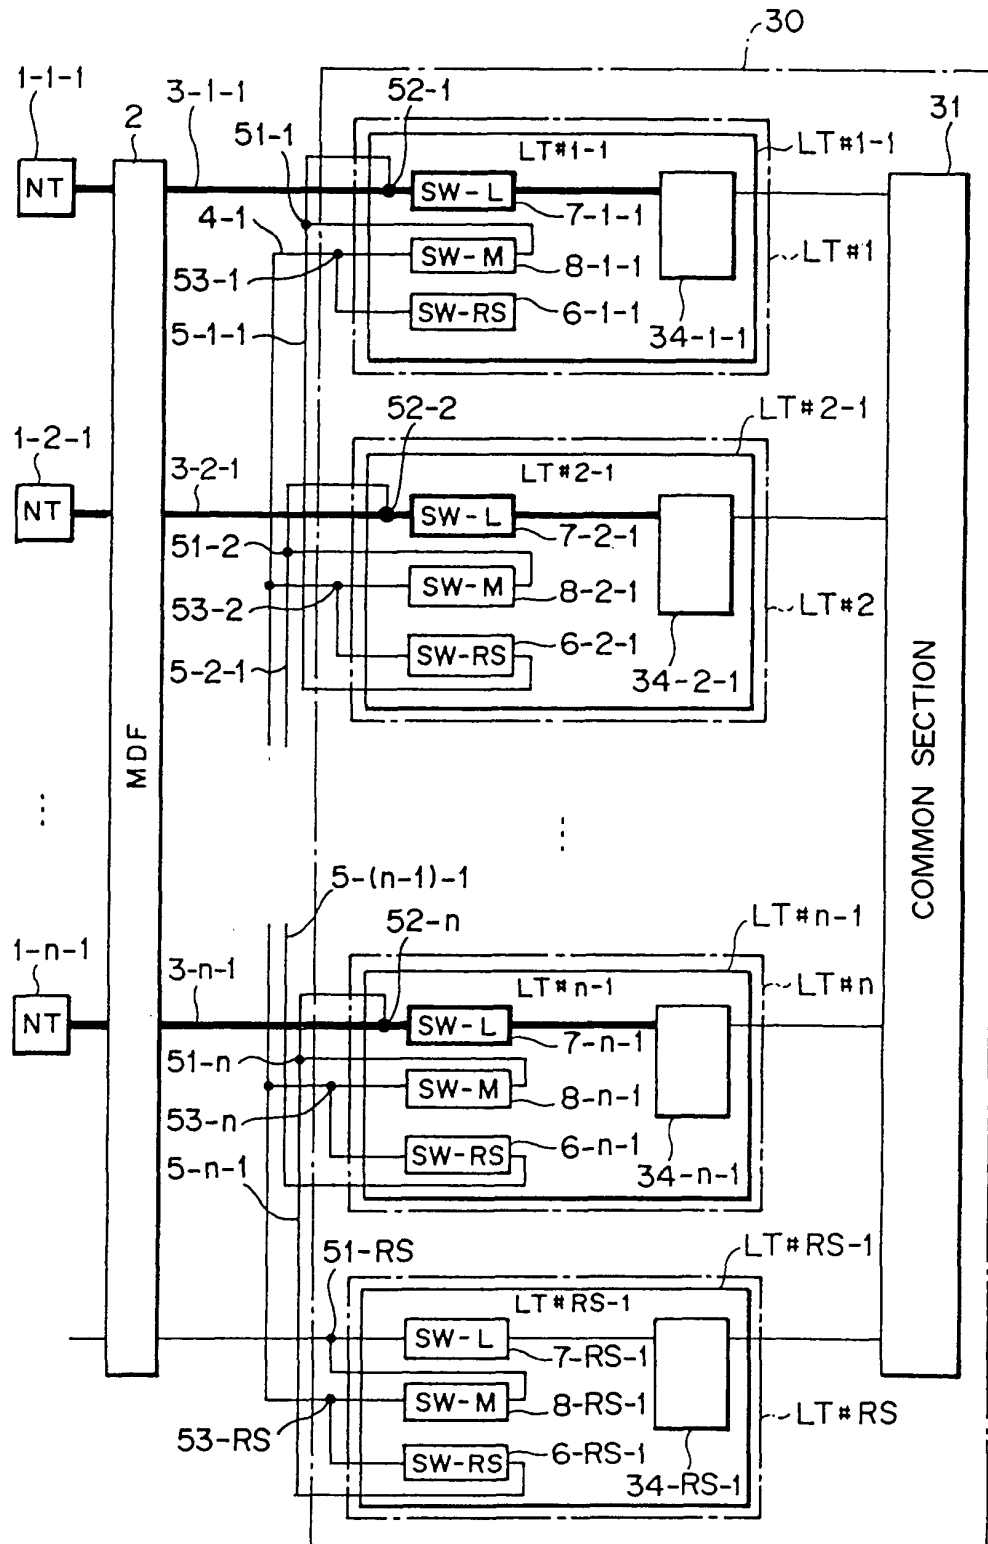 30
1-1-1
2
3-1-1
51-1
52-1
31
LT#1-1
LT#1-1
NT
SW-L
7-1-1
4-1
SW-M
8-1-1
LT#1
53-1
SW-RS
6-1-1
5-1-1
34-1-1
52-2
LT#2-1
1-2-1
3-2-1
LT#2-1
NT
SW-L
51-2
7-2-1
SW-M
8-2-1
53-2
LT#2
SW-RS
6-2-1
5-2-1
34-2-1
MDF
COMMON SECTION
5-(n-1)-1
52-n
LT#n-1
1-n-1
3-n-1
LT#n-1
LT#n
NT
SW-L
7-n-1
51-n
SW-M
8-n-1
53-n
SW-RS
6-n-1
5-n-1
34-n-1
51-RS
LT#RS-1
LT#RS-1
SW-L
7-RS-1
SW-M
8-RS-1
LT#RS
53-RS
SW-RS
6-RS-1
34-RS-1